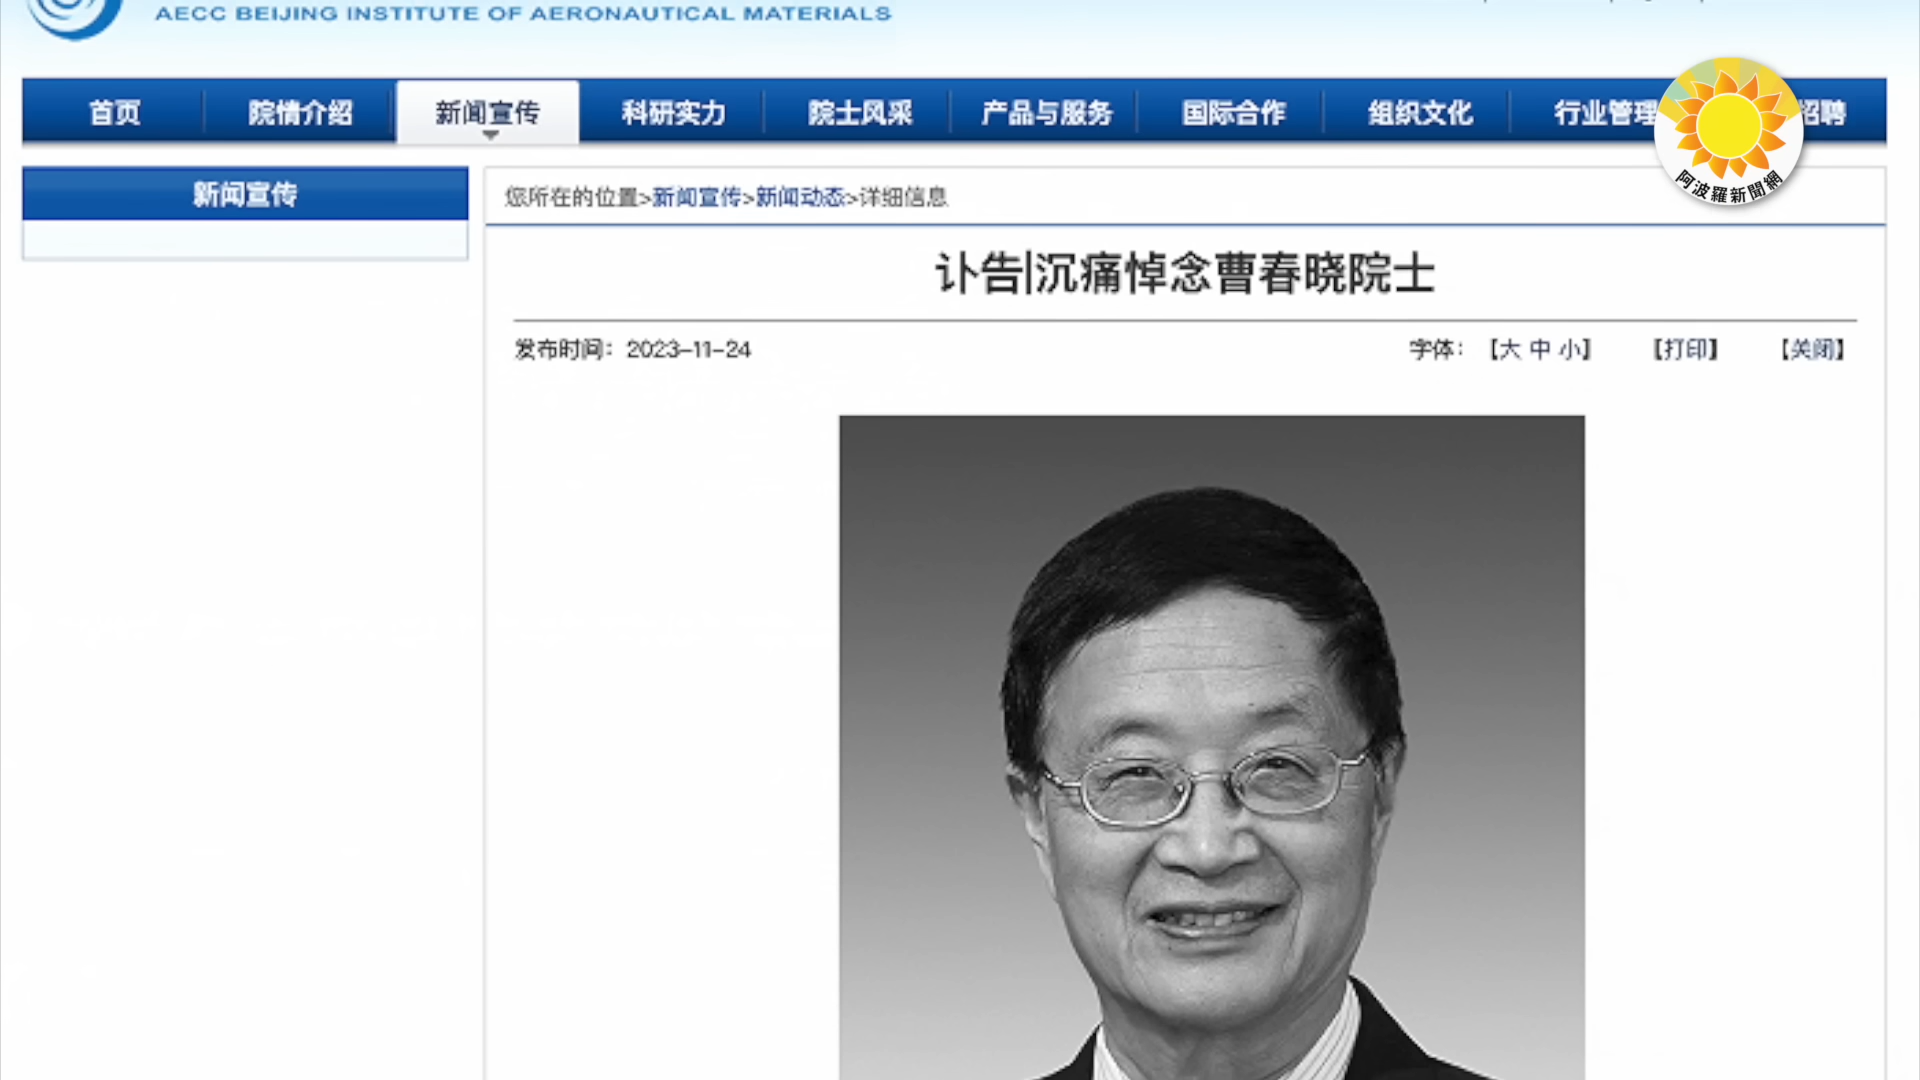 AECC BEIJING INSTITUTE OF AERONAUTICAL MATERIALS
首页 院情介绍 新闻宣传 科研实力 院士风采 产品与服务 国际合作 组织文化 行业管理 招聘
阿波羅新聞網
新闻宣传
您所在的位置>新闻宣传>新闻动态>详细信息
讣告|沉痛悼念曹春晓院士
发布时间：2023-11-24 字体：【大 中 小】 【打印】 【关闭】